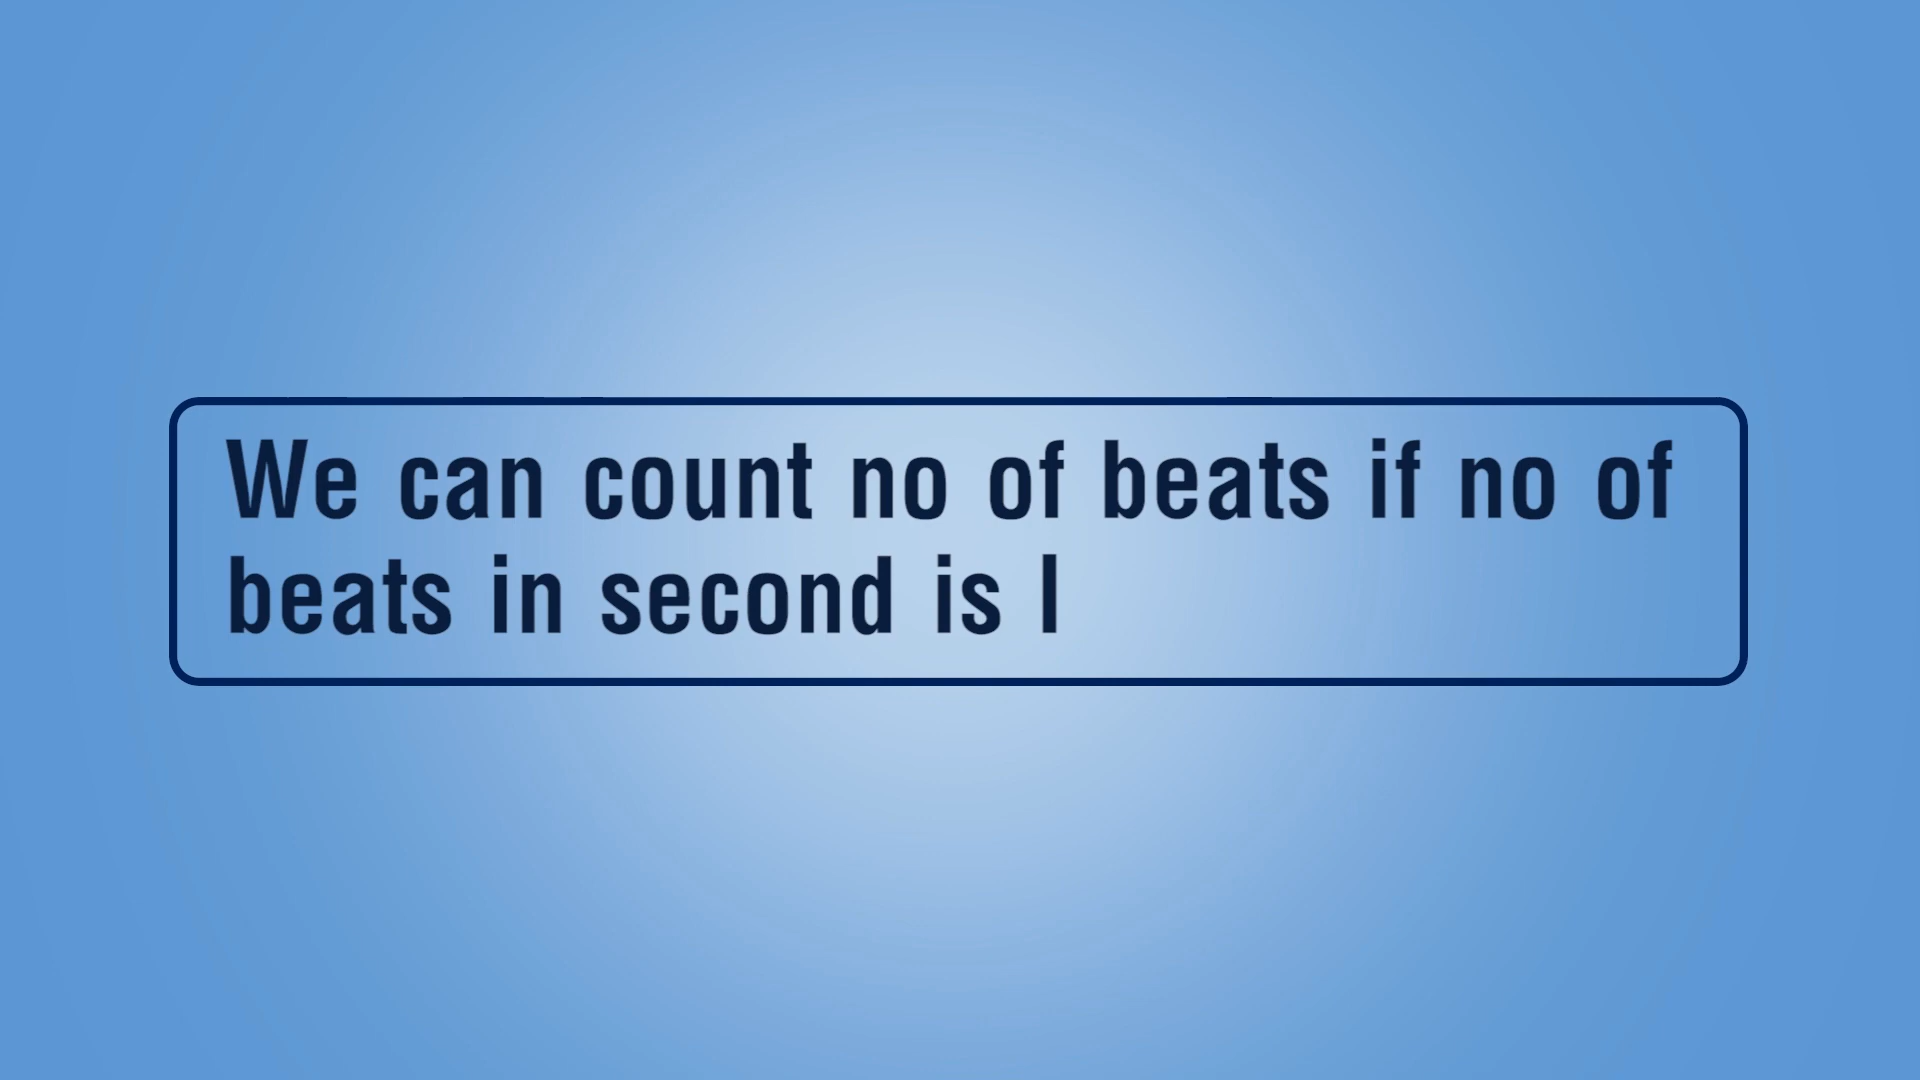 We can count no of beats if no of
beats in second is l